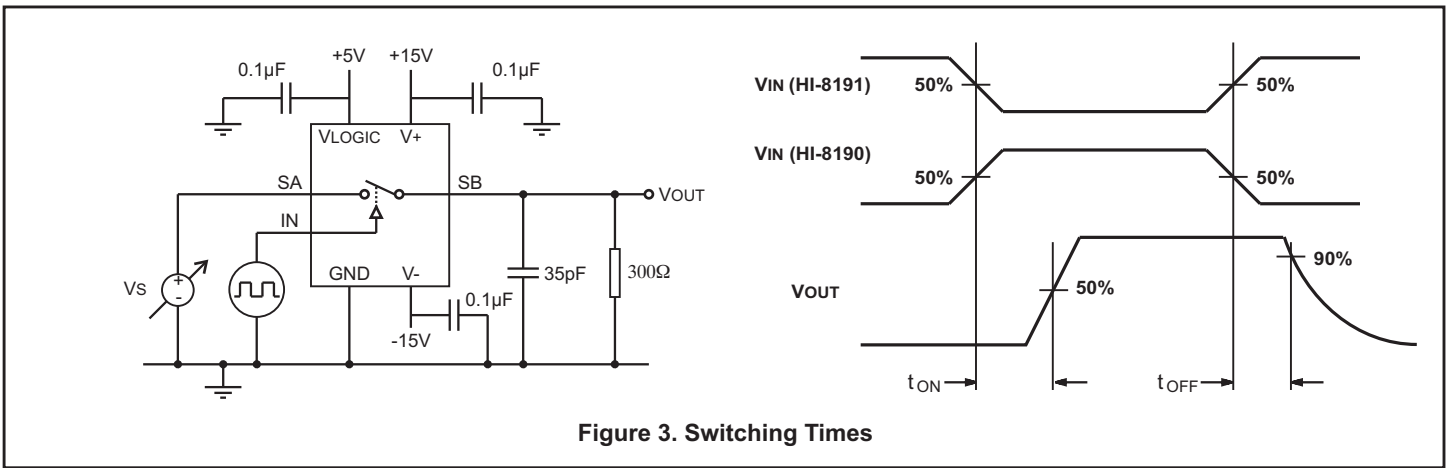 +5V +15V
0.1µF 0.1µF
VLOGIC V+
SA SB VOUT
IN
GND V-
VS + -
35pF 300Ω
0.1µF
-15V
VIN (HI-8191) 50% 50%
VIN (HI-8190) 50% 50%
VOUT 50% 90%
tON tOFF
Figure 3. Switching Times